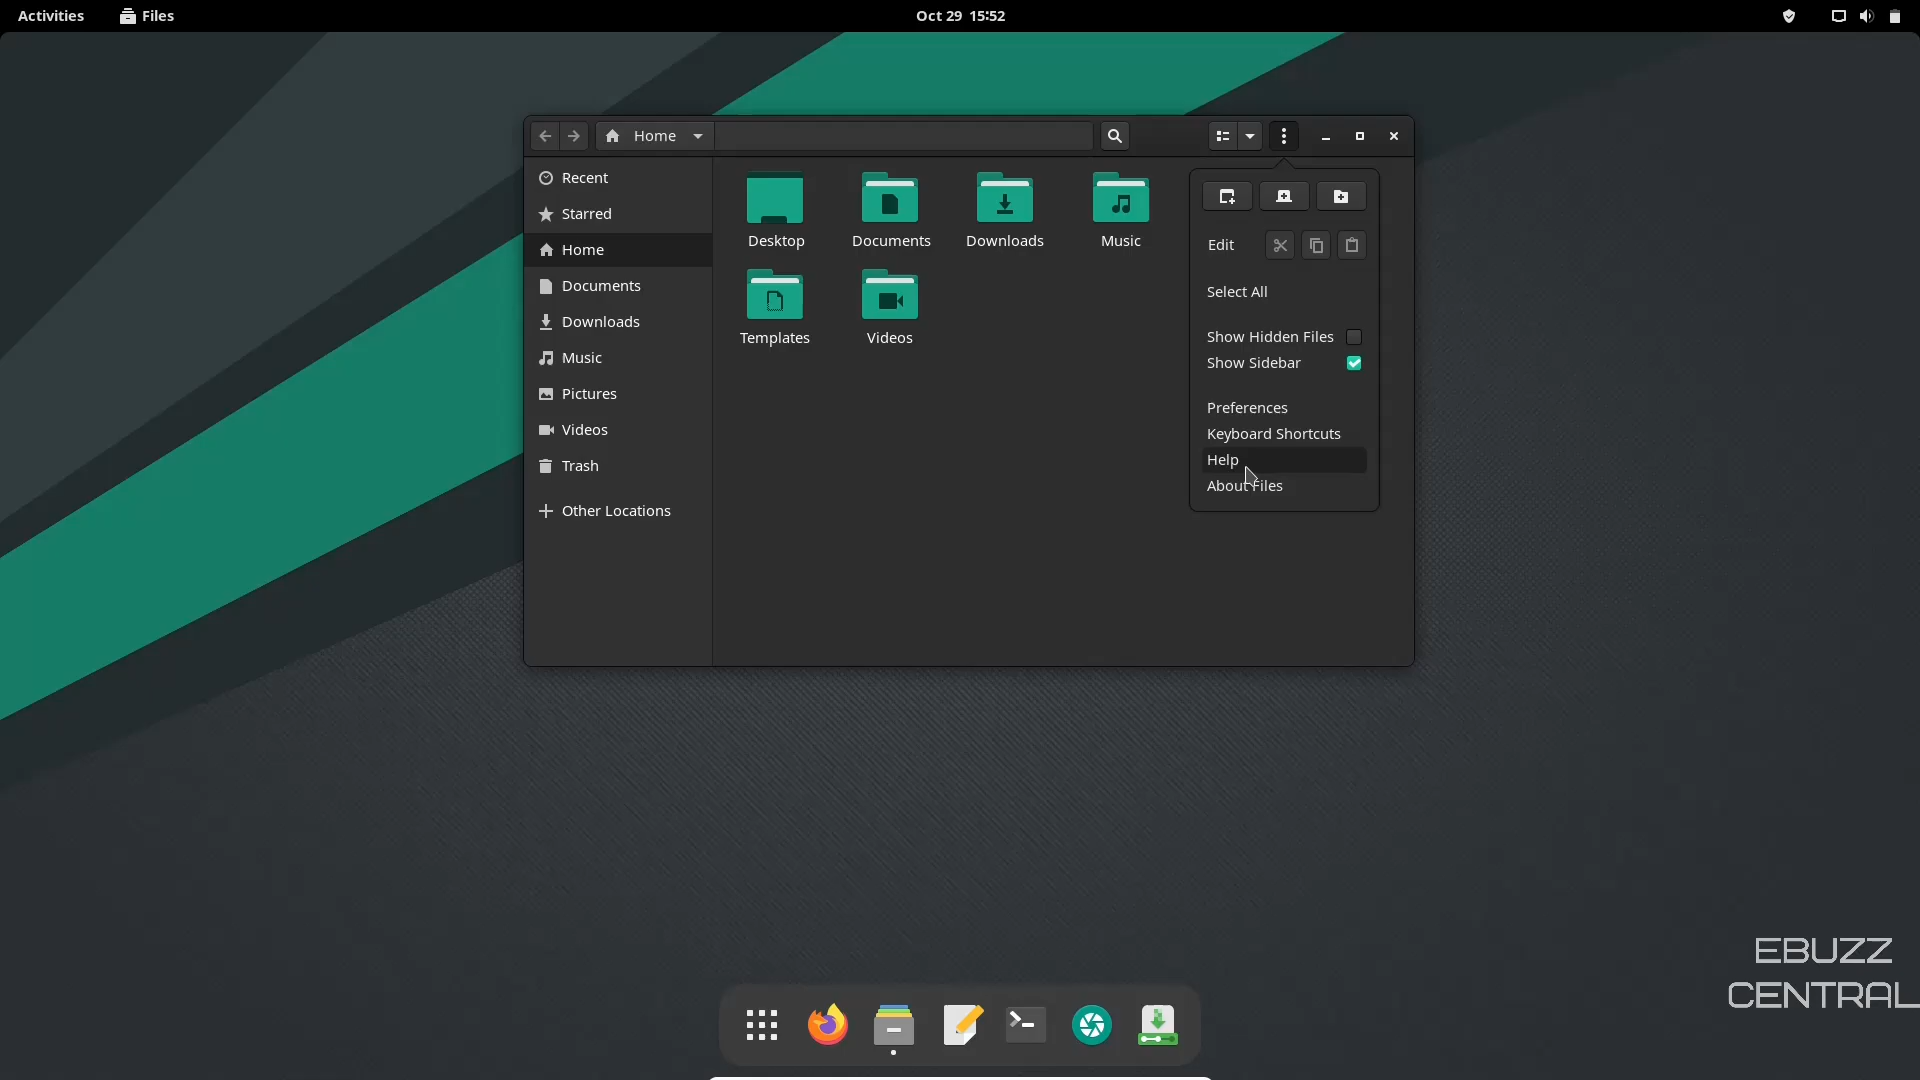 Activities
Files
Oct 29 15:52
Home
Recent
Starred
Home
Documents
Downloads
Music
Pictures
Videos
Trash
Other Locations
Desktop
Documents
Downloads
Music
Templates
Videos
Edit
Select All
Show Hidden Files
Show Sidebar
Preferences
Keyboard Shortcuts
Help
About Files
EBUZZ
CENTRAL